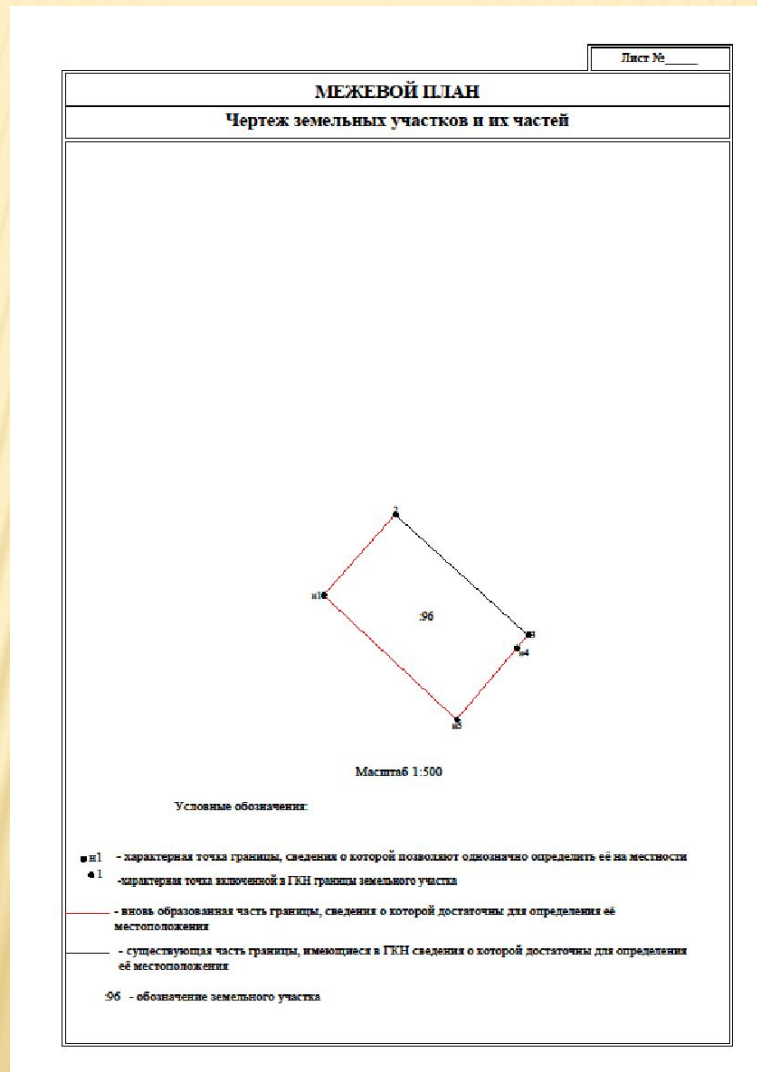 Лист №_____
МЕЖЕВОЙ ПЛАН
Чертеж земельных участков и их частей
2
н1
:96
3
н4
н5
Масштаб 1:500
Условные обозначения:
н1 - характерная точка границы, сведения о которой позволяют однозначно определить её на местности
1 -характерная точка включенной в ГКН границы земельного участка
- вновь образованная часть границы, сведения о которой достаточны для определения её
местоположения
- существующая часть границы, имеющиеся в ГКН сведения о которой достаточны для определения
её местоположения
:96 - обозначение земельного участка